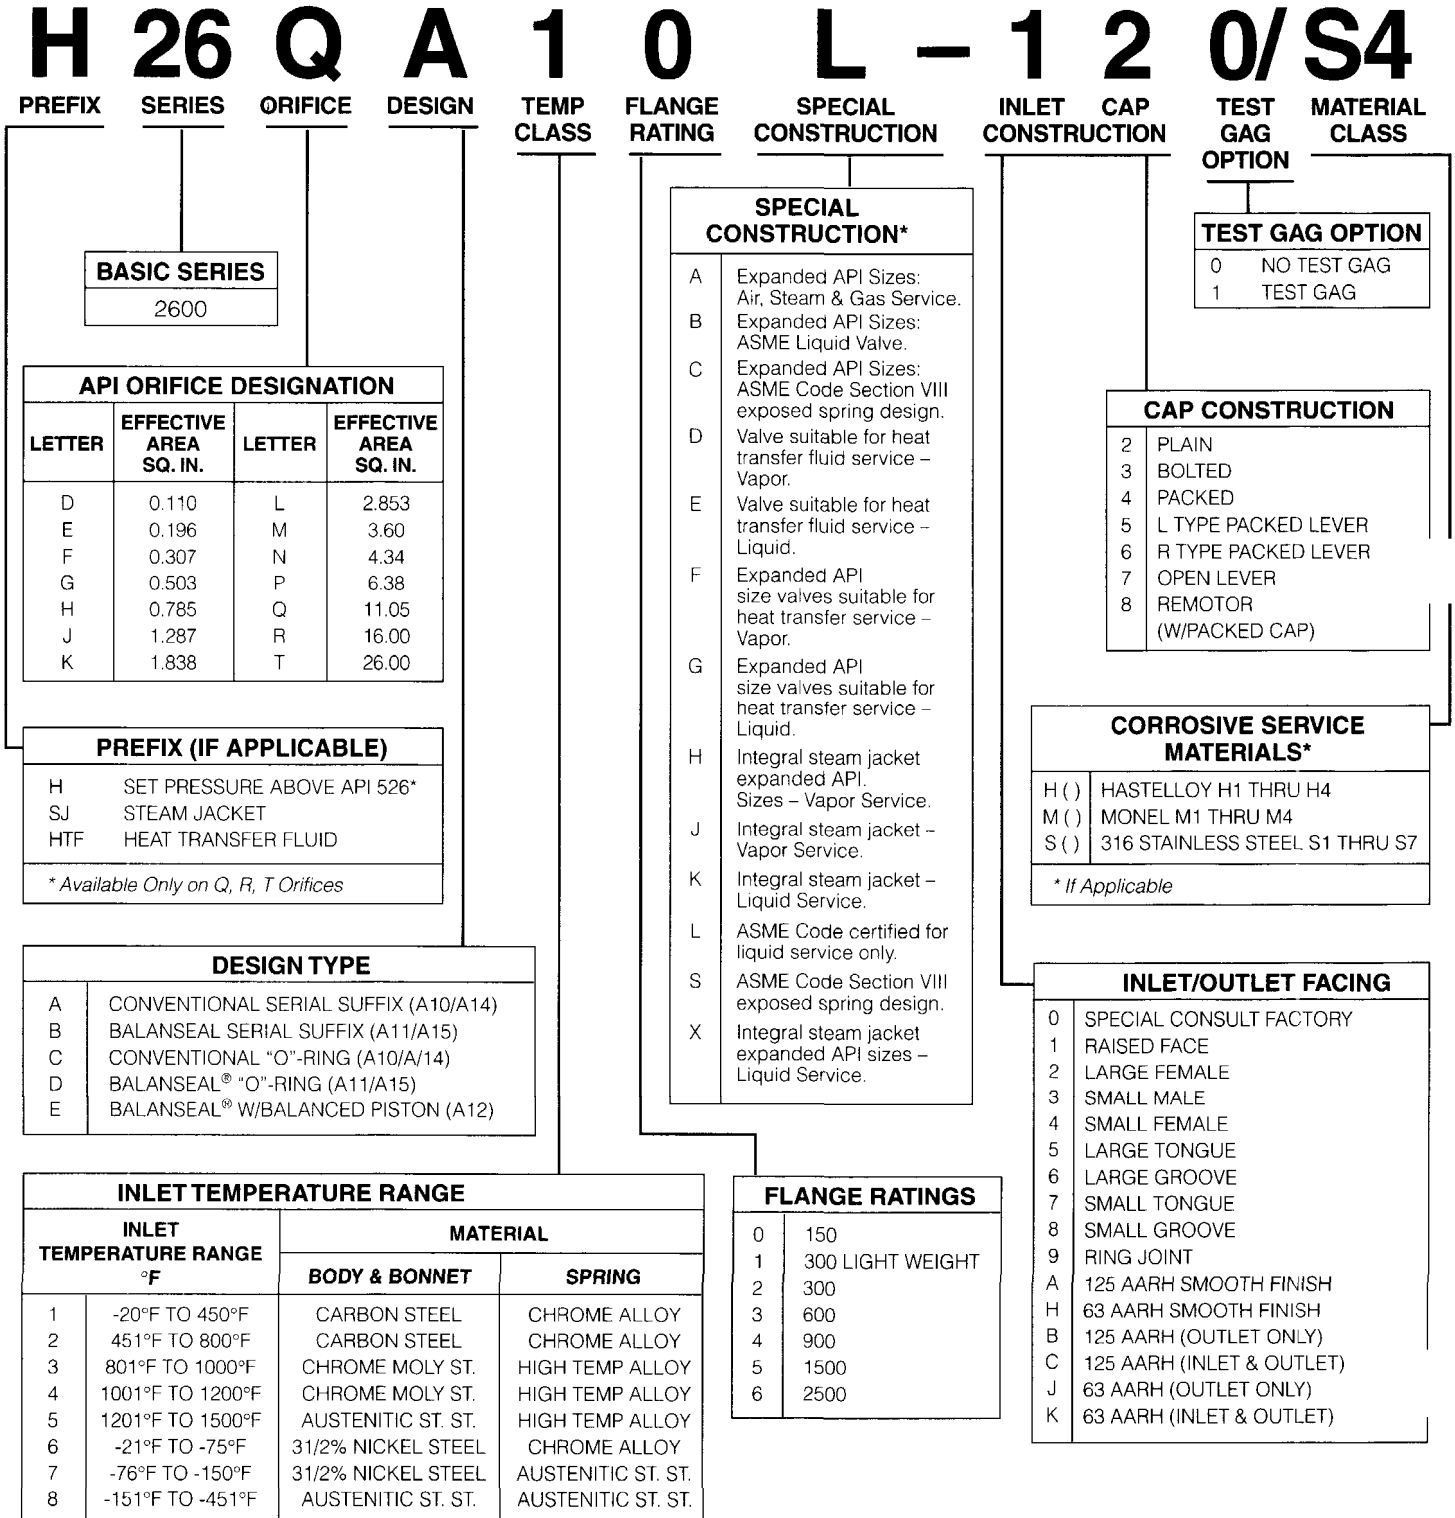 H 26 Q A 1 0 L – 1 2 0/ S4
PREFIX SERIES ORIFICE DESIGN TEMP CLASS FLANGE RATING SPECIAL CONSTRUCTION INLET CAP CONSTRUCTION TEST GAG OPTION MATERIAL CLASS
BASIC SERIES
2600
API ORIFICE DESIGNATION
LETTER EFFECTIVE AREA SQ. IN. LETTER EFFECTIVE AREA SQ. IN.
D 0.110 L 2.853
E 0.196 M 3.60
F 0.307 N 4.34
G 0.503 P 6.38
H 0.785 Q 11.05
J 1.287 R 16.00
K 1.838 T 26.00
PREFIX (IF APPLICABLE)
H SET PRESSURE ABOVE API 526*
SJ STEAM JACKET
HTF HEAT TRANSFER FLUID
* Available Only on Q, R, T Orifices
DESIGN TYPE
A CONVENTIONAL SERIAL SUFFIX (A10/A14)
B BALANSEAL SERIAL SUFFIX (A11/A15)
C CONVENTIONAL "O"-RING (A10/A/14)
D BALANSEAL® "O"-RING (A11/A15)
E BALANSEAL® W/BALANCED PISTON (A12)
INLET TEMPERATURE RANGE
INLET TEMPERATURE RANGE °F
MATERIAL
BODY & BONNET SPRING
1 -20°F TO 450°F CARBON STEEL CHROME ALLOY
2 451°F TO 800°F CARBON STEEL CHROME ALLOY
3 801°F TO 1000°F CHROME MOLY ST. HIGH TEMP ALLOY
4 1001°F TO 1200°F CHROME MOLY ST. HIGH TEMP ALLOY
5 1201°F TO 1500°F AUSTENITIC ST. ST. HIGH TEMP ALLOY
6 -21°F TO -75°F 31/2% NICKEL STEEL CHROME ALLOY
7 -76°F TO -150°F 31/2% NICKEL STEEL AUSTENITIC ST. ST.
8 -151°F TO -451°F AUSTENITIC ST. ST. AUSTENITIC ST. ST.
SPECIAL
CONSTRUCTION*
A Expanded API Sizes:
Air, Steam & Gas Service.
B Expanded API Sizes:
ASME Liquid Valve.
C Expanded API Sizes:
ASME Code Section VIII
exposed spring design.
D Valve suitable for heat
transfer fluid service –
Vapor.
E Valve suitable for heat
transfer fluid service –
Liquid.
F Expanded API
size valves suitable for
heat transfer service –
Vapor.
G Expanded API
size valves suitable for
heat transfer service –
Liquid.
H Integral steam jacket
expanded API.
Sizes – Vapor Service.
J Integral steam jacket –
Vapor Service.
K Integral steam jacket –
Liquid Service.
L ASME Code certified for
liquid service only.
S ASME Code Section VIII
exposed spring design.
X Integral steam jacket
expanded API sizes –
Liquid Service.
FLANGE RATINGS
0 150
1 300 LIGHT WEIGHT
2 300
3 600
4 900
5 1500
6 2500
TEST GAG OPTION
0 NO TEST GAG
1 TEST GAG
CAP CONSTRUCTION
2 PLAIN
3 BOLTED
4 PACKED
5 L TYPE PACKED LEVER
6 R TYPE PACKED LEVER
7 OPEN LEVER
8 REMOTOR
(W/PACKED CAP)
CORROSIVE SERVICE
MATERIALS*
H ( ) HASTELLOY H1 THRU H4
M ( ) MONEL M1 THRU M4
S ( ) 316 STAINLESS STEEL S1 THRU S7
* If Applicable
INLET/OUTLET FACING
0 SPECIAL CONSULT FACTORY
1 RAISED FACE
2 LARGE FEMALE
3 SMALL MALE
4 SMALL FEMALE
5 LARGE TONGUE
6 LARGE GROOVE
7 SMALL TONGUE
8 SMALL GROOVE
9 RING JOINT
A 125 AARH SMOOTH FINISH
H 63 AARH SMOOTH FINISH
B 125 AARH (OUTLET ONLY)
C 125 AARH (INLET & OUTLET)
J 63 AARH (OUTLET ONLY)
K 63 AARH (INLET & OUTLET)